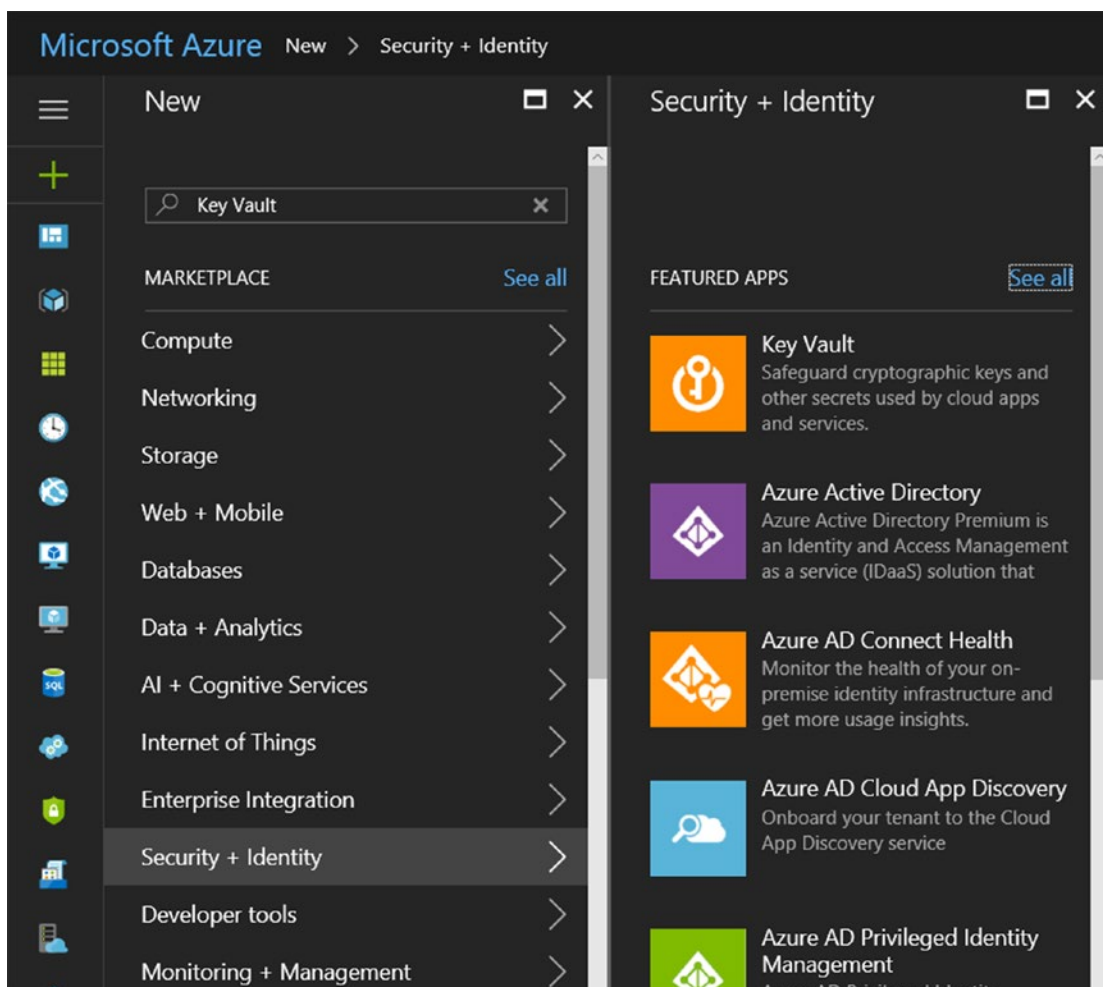 Microsoft Azure New > Security + Identity
New
Key Vault
MARKETPLACE See all
Compute
Networking
Storage
Web + Mobile
Databases
Data + Analytics
AI + Cognitive Services
Internet of Things
Enterprise Integration
Security + Identity
Developer tools
Monitoring + Management
Security + Identity
FEATURED APPS See all
Key Vault
Safeguard cryptographic keys and
other secrets used by cloud apps
and services.
Azure Active Directory
Azure Active Directory Premium is
an Identity and Access Management
as a service (IDaaS) solution that
Azure AD Connect Health
Monitor the health of your on-
premise identity infrastructure and
get more usage insights.
Azure AD Cloud App Discovery
Onboard your tenant to the Cloud
App Discovery service
Azure AD Privileged Identity
Management